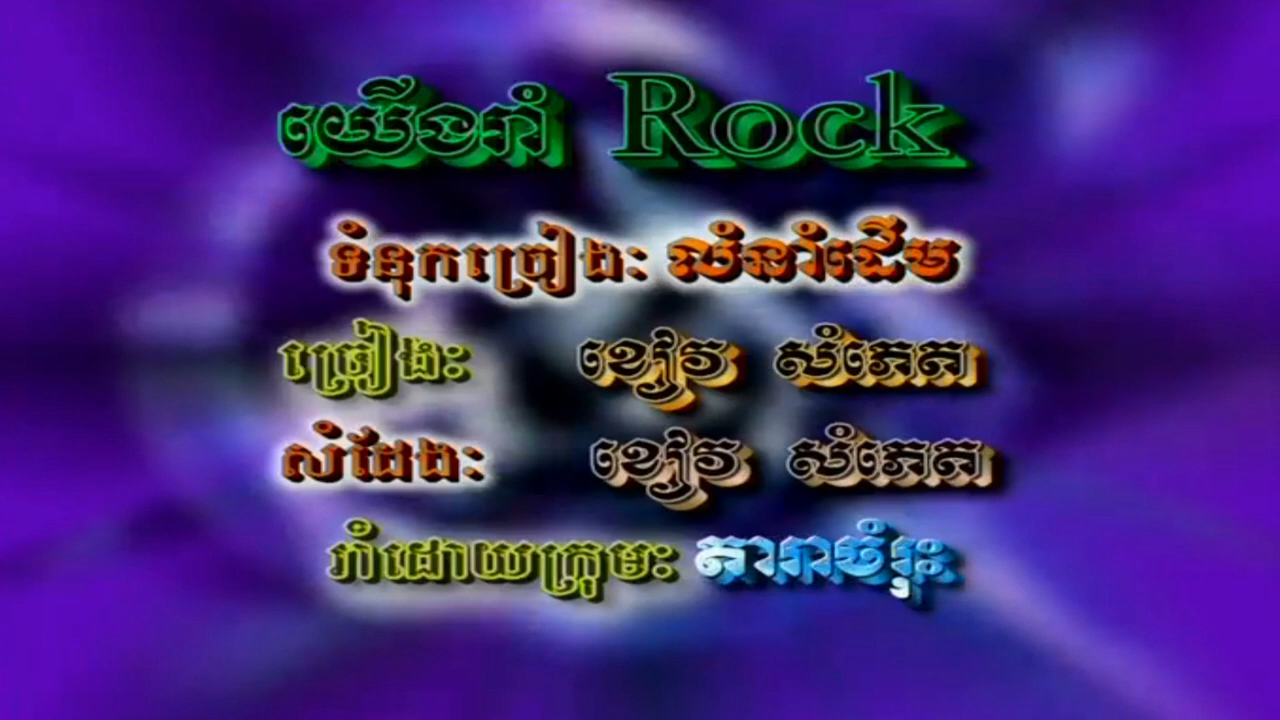 យើងរាំ Rock
ទំនុកច្រៀងៈ លំនាំដើម
ច្រៀងៈ ខៀវ សំភេត
សំដែងៈ ខៀវ សំភេត
រាំដោយក្រុមៈ តារាចំរុះ